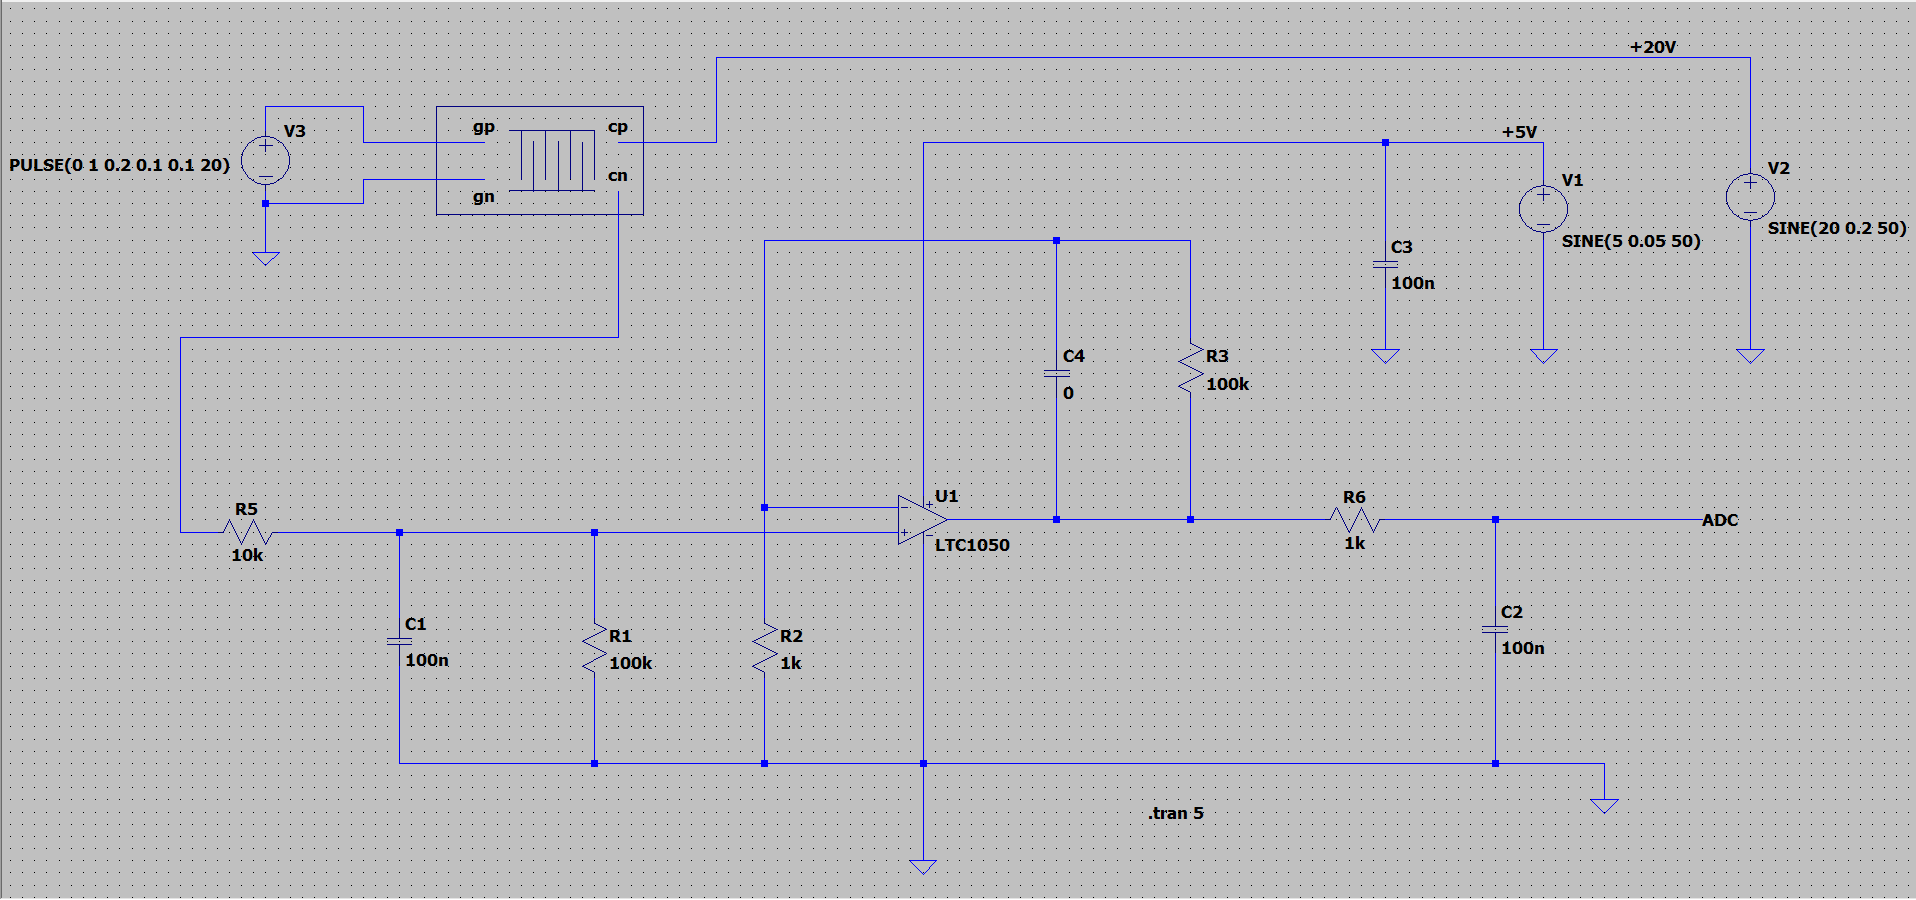 +20V
gp
cp
V3
+5V
PULSE(0 1 0.2 0.1 0.1 20)
V2
cn
V1
gn
SINE(20 0.2 50)
SINE(5 0.05 50)
C3
100n
C4
R3
100k
0
U1
R6
R5
ADC
1k
LTC1050
10k
C2
C1
R1
R2
100n
100n
100k
1k
.tran 5